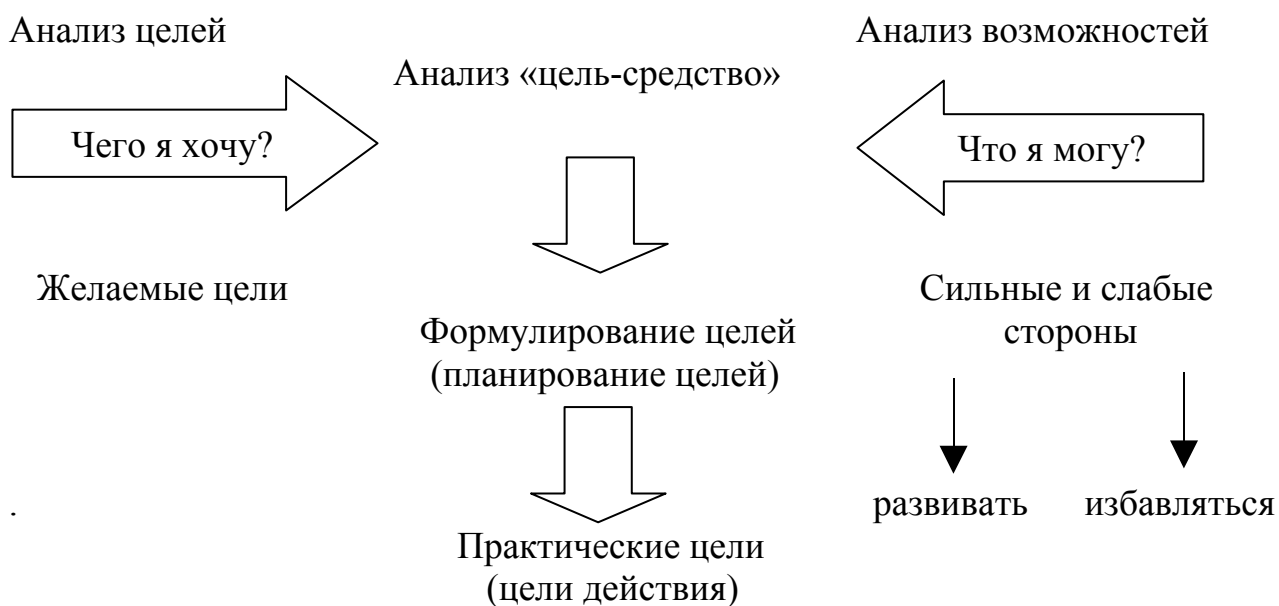 Анализ целей
Анализ возможностей
Анализ «цель-средство»
Чего я хочу?
Что я могу?
Желаемые цели
Сильные и слабые
стороны
Формулирование целей
(планирование целей)
развивать
избавляться
.
Практические цели
(цели действия)